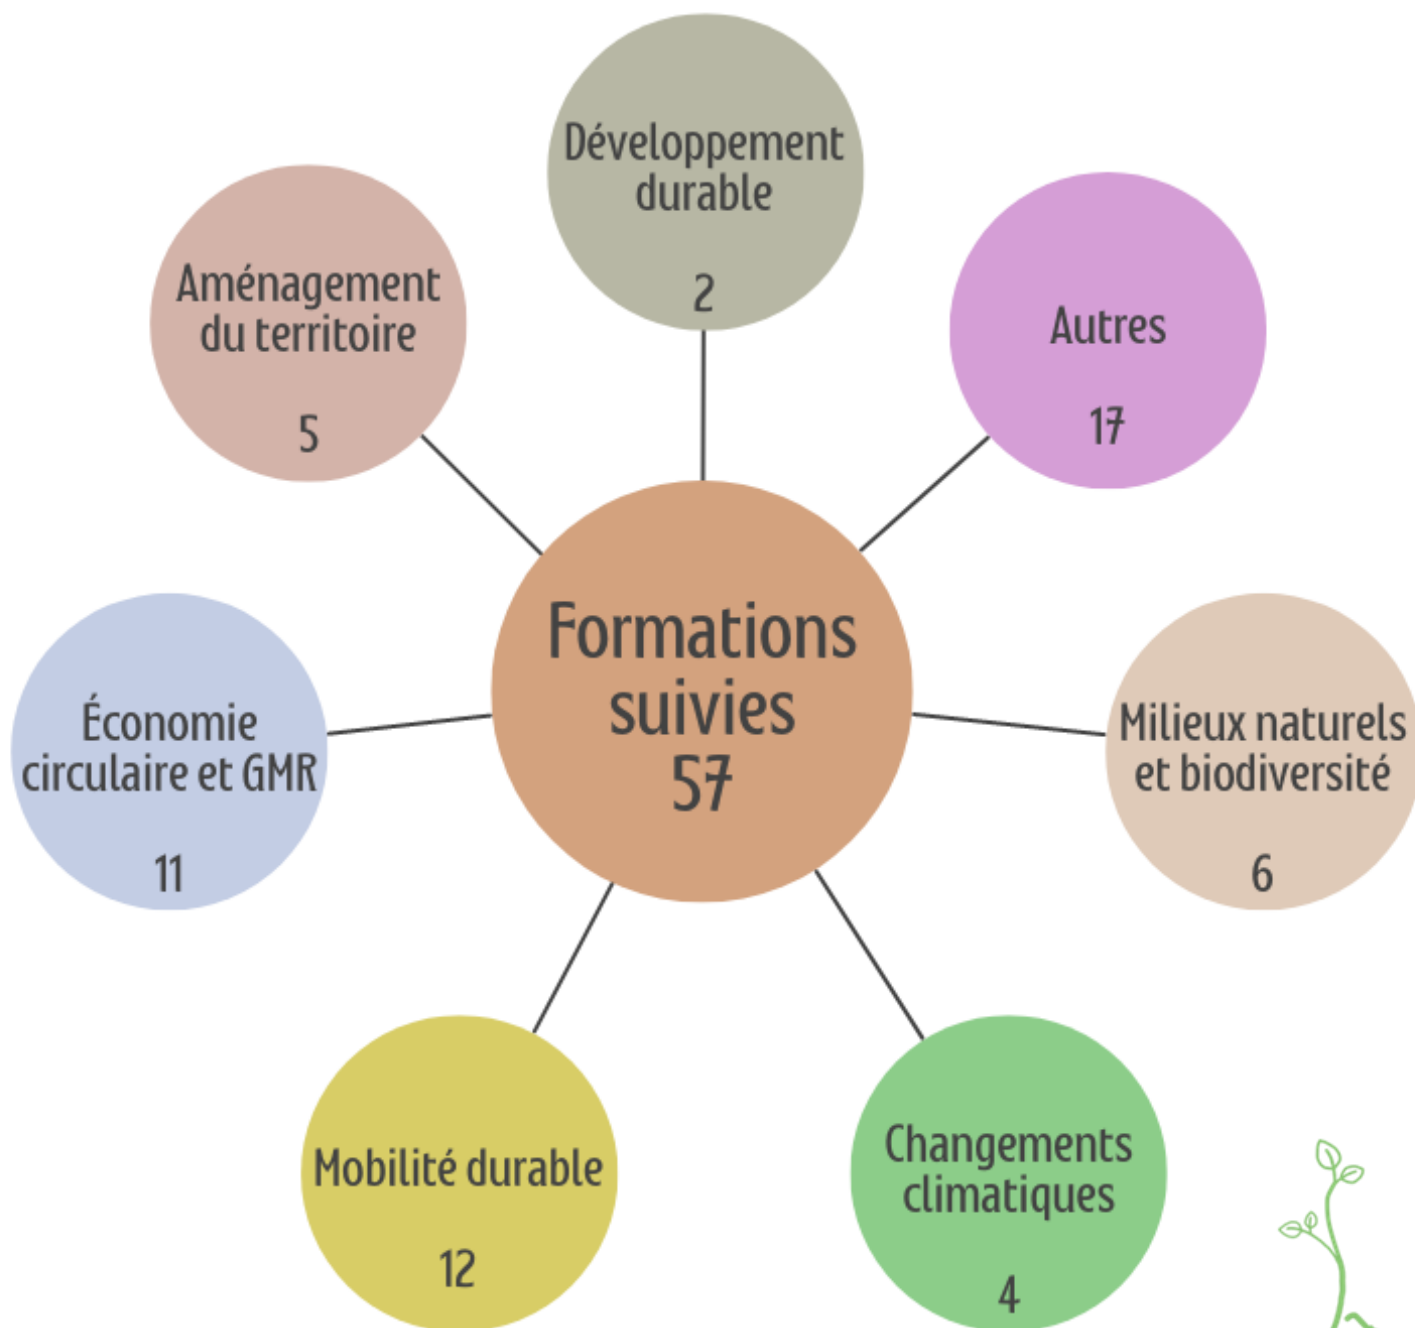 Développement
durable
2
Aménagement
du territoire
5
Autres
17
Formations
suivies
57
Économie
circulaire et GMR
11
Milieux naturels
et biodiversité
6
Mobilité durable
12
Changements
climatiques
4